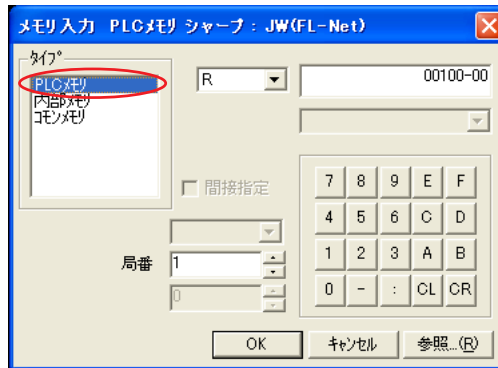 メモリ入力 PLCメモリ シャープ : JW(FL-Net)
タイプ
PLCメモリ
内部メモリ
コモンメモリ
R
00100-00
間接指定
局番
1
0
7 8 9 E F
4 5 6 C D
1 2 3 A B
0 - : CL CR
OK キャンセル 参照...(R)